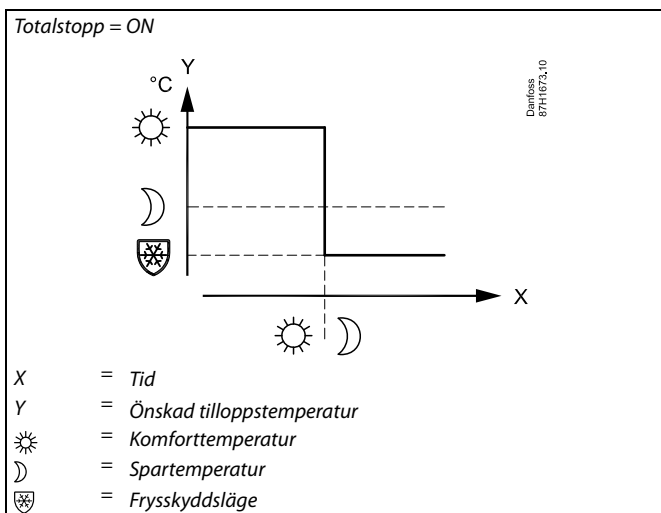 Totalstopp = ON
Y
°C
Danfoss
87H1673.10
X
X = Tid
Y = Önskad tilloppstemperatur
= Komforttemperatur
= Spartemperatur
= Frysskyddsläge